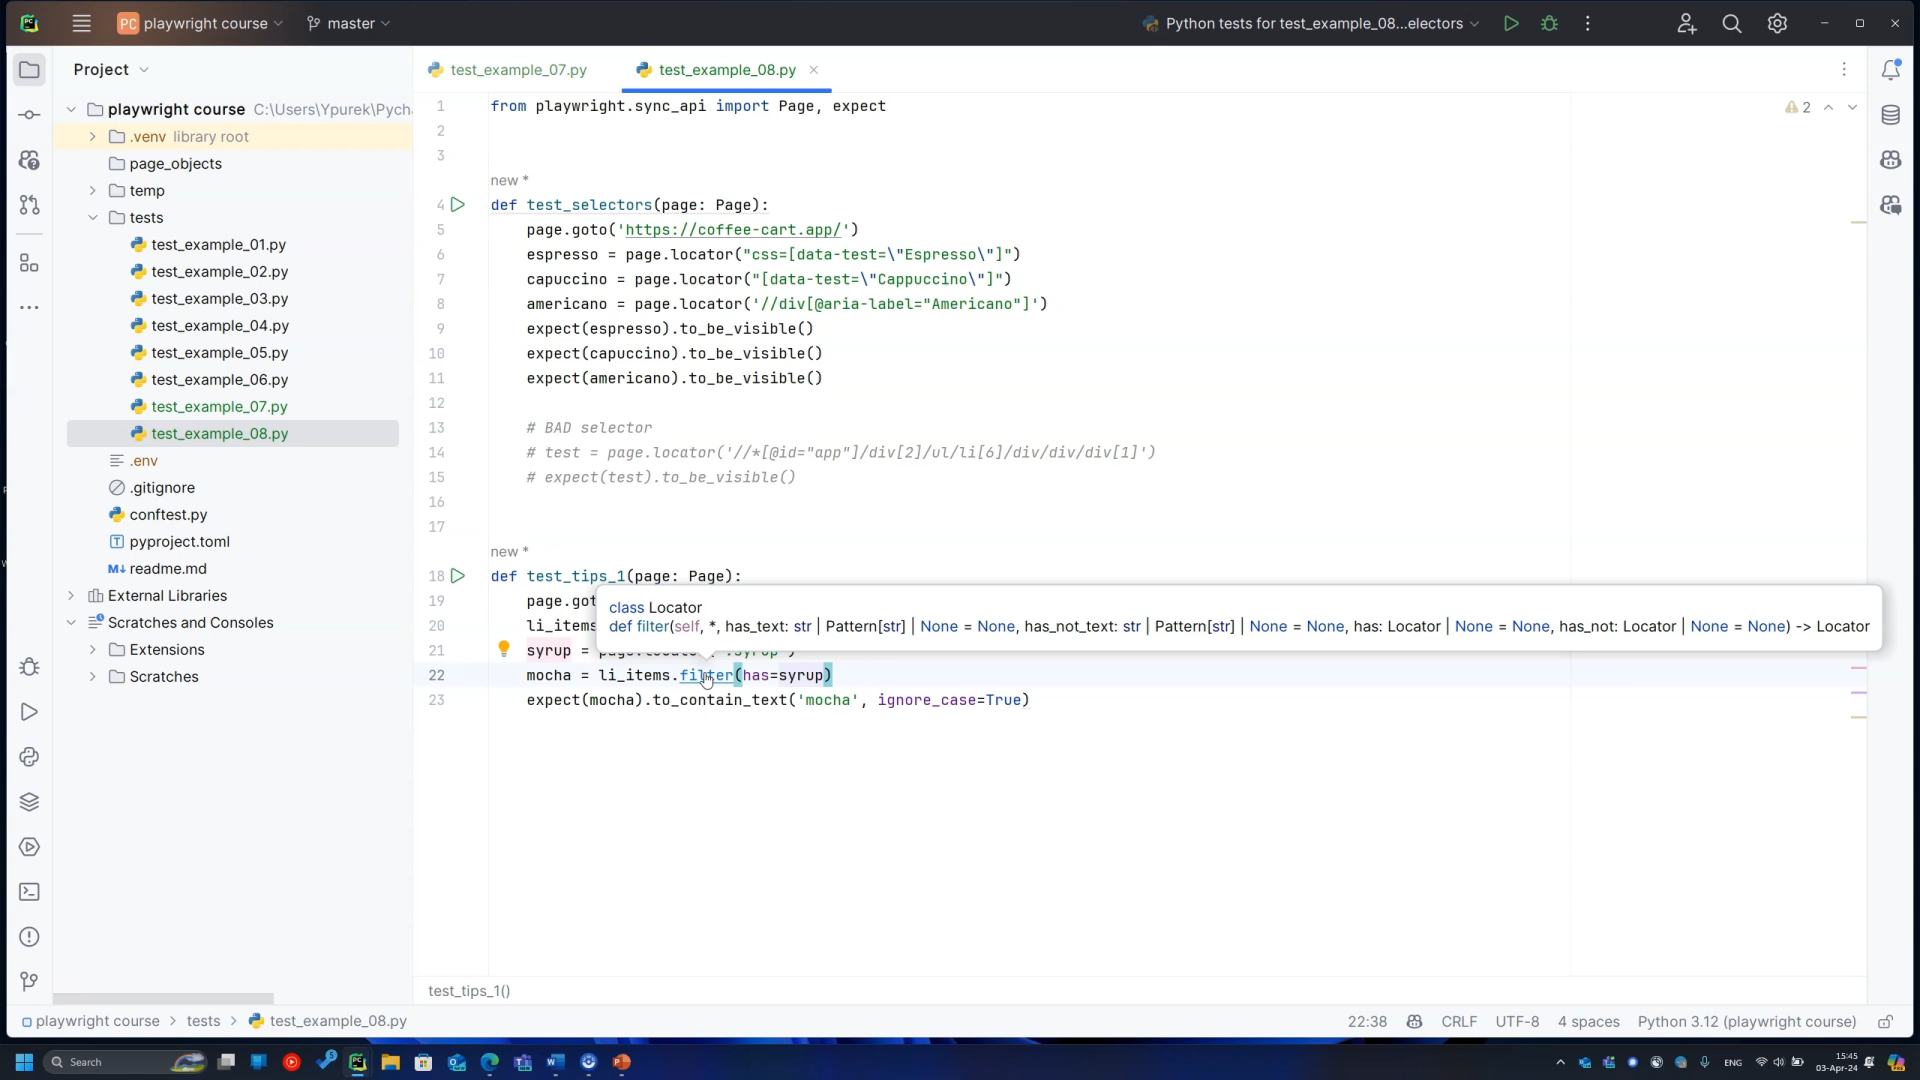 PC playwright course
master
Python tests for test_example_08...electors
Project
test_example_07.py
test_example_08.py
playwright course C:\Users\Ypurek\Pych
.venv library root
page_objects
temp
tests
test_example_01.py
test_example_02.py
test_example_03.py
test_example_04.py
test_example_05.py
test_example_06.py
test_example_07.py
test_example_08.py
.env
.gitignore
conftest.py
pyproject.toml
readme.md
External Libraries
Scratches and Consoles
Extensions
Scratches
2
1 from playwright.sync_api import Page, expect
2
3
new *
4 def test_selectors(page: Page):
5 page.goto('https://coffee-cart.app/')
6 espresso = page.locator("css=[data-test=\"Espresso\"]")
7 capuccino = page.locator("[data-test=\"Cappuccino\"]")
8 americano = page.locator('//div[@aria-label="Americano"]')
9 expect(espresso).to_be_visible()
10 expect(capuccino).to_be_visible()
11 expect(americano).to_be_visible()
12
13 # BAD selector
14 # test = page.locator('//*[@id="app"]/div[2]/ul/li[6]/div/div/div[1]')
15 # expect(test).to_be_visible()
16
17
new *
18 def test_tips_1(page: Page):
19 page.got
class Locator
20 li_items
def filter(self, *, has_text: str | Pattern[str] | None = None, has_not_text: str | Pattern[str] | None = None, has: Locator | None = None, has_not: Locator | None = None) -> Locator
21 syrup =
22 mocha = li_items.filter(has=syrup)
23 expect(mocha).to_contain_text('mocha', ignore_case=True)
test_tips_1()
playwright course > tests > test_example_08.py
22:38 CRLF UTF-8 4 spaces Python 3.12 (playwright course)
Search
ENG
15:45
03-Apr-24